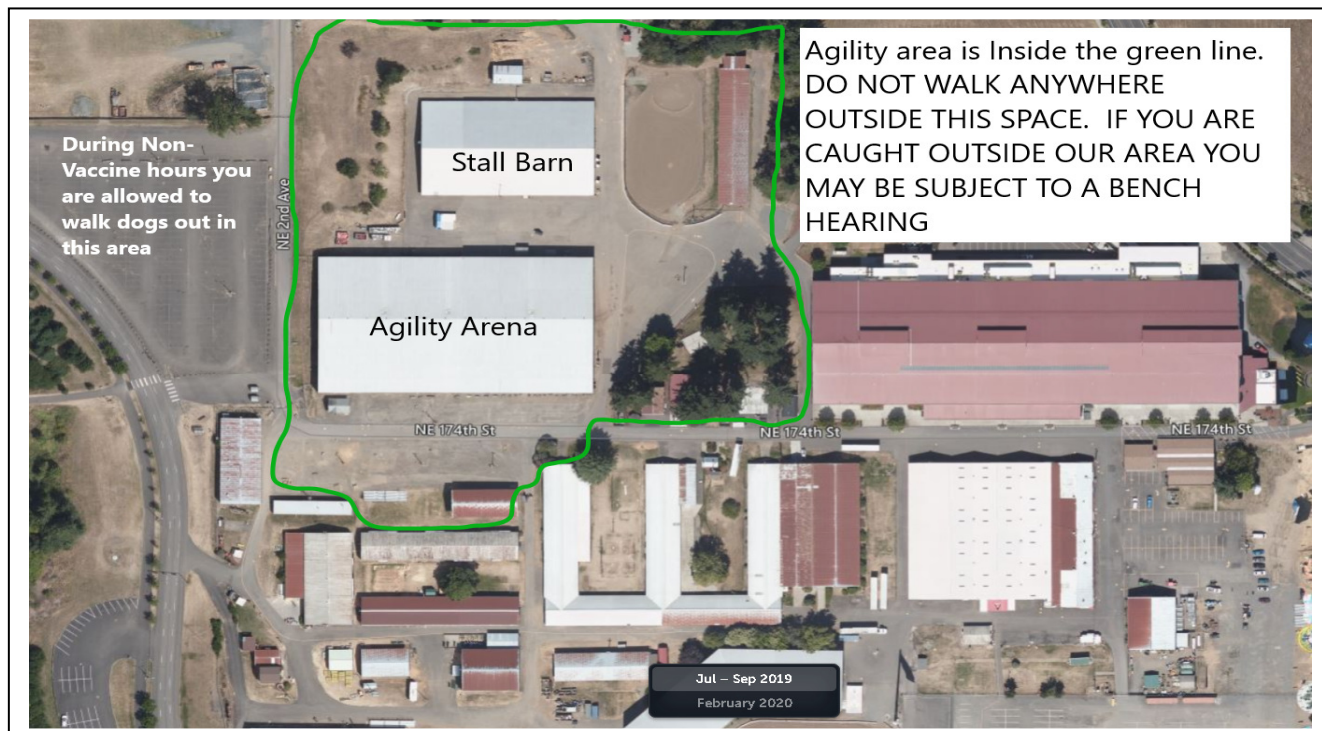 Agility area is Inside the green line.
DO NOT WALK ANYWHERE
OUTSIDE THIS SPACE.  IF YOU ARE
CAUGHT OUTSIDE OUR AREA YOU
MAY BE SUBJECT TO A BENCH
HEARING
During Non-
Vaccine hours you
are allowed to
walk dogs out in
this area
Stall Barn
NE 2nd Ave
Agility Arena
NE 174th St
NE 174th St
NE 174th St
Jul – Sep 2019
February 2020